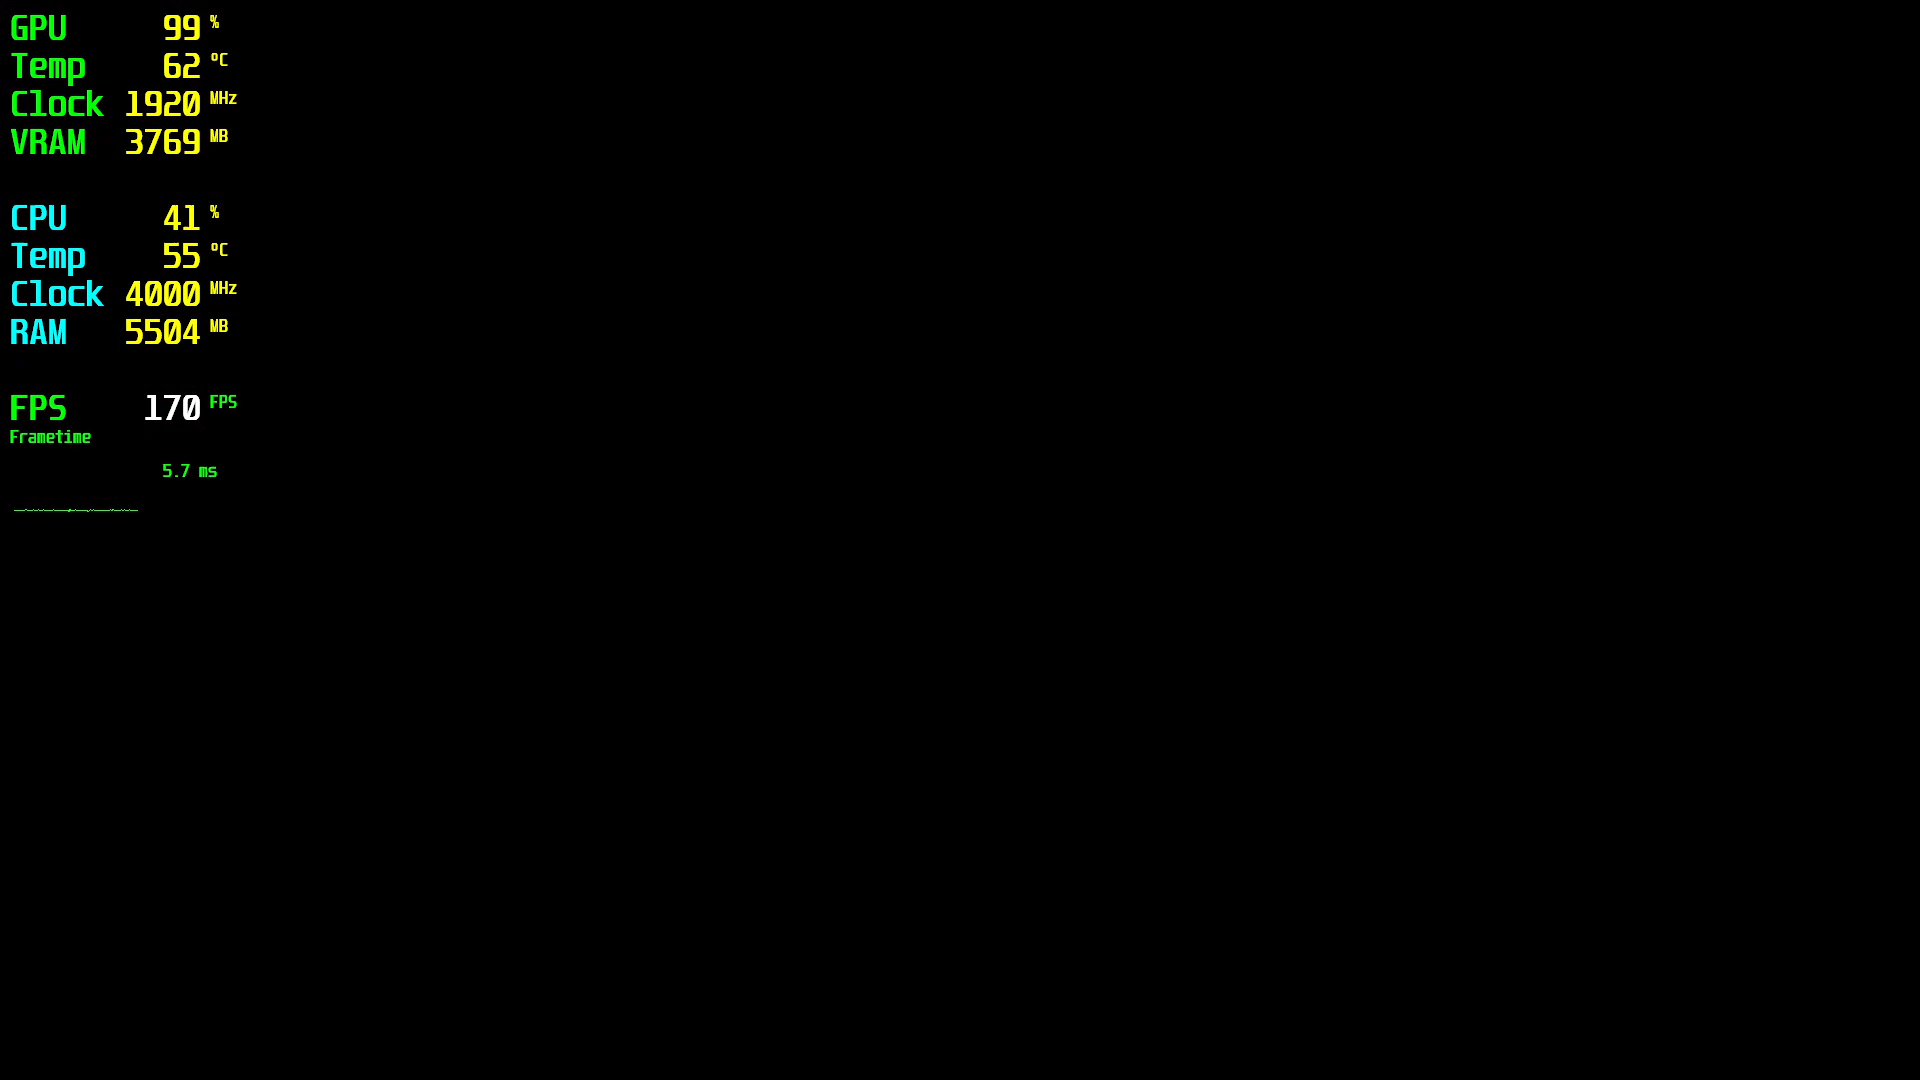 GPU 99 %
Temp 62 °C
Clock 1920 MHz
VRAM 3769 MB
CPU 41 %
Temp 55 °C
Clock 4000 MHz
RAM 5504 MB
FPS 170 FPS
Frametime
5.7 ms